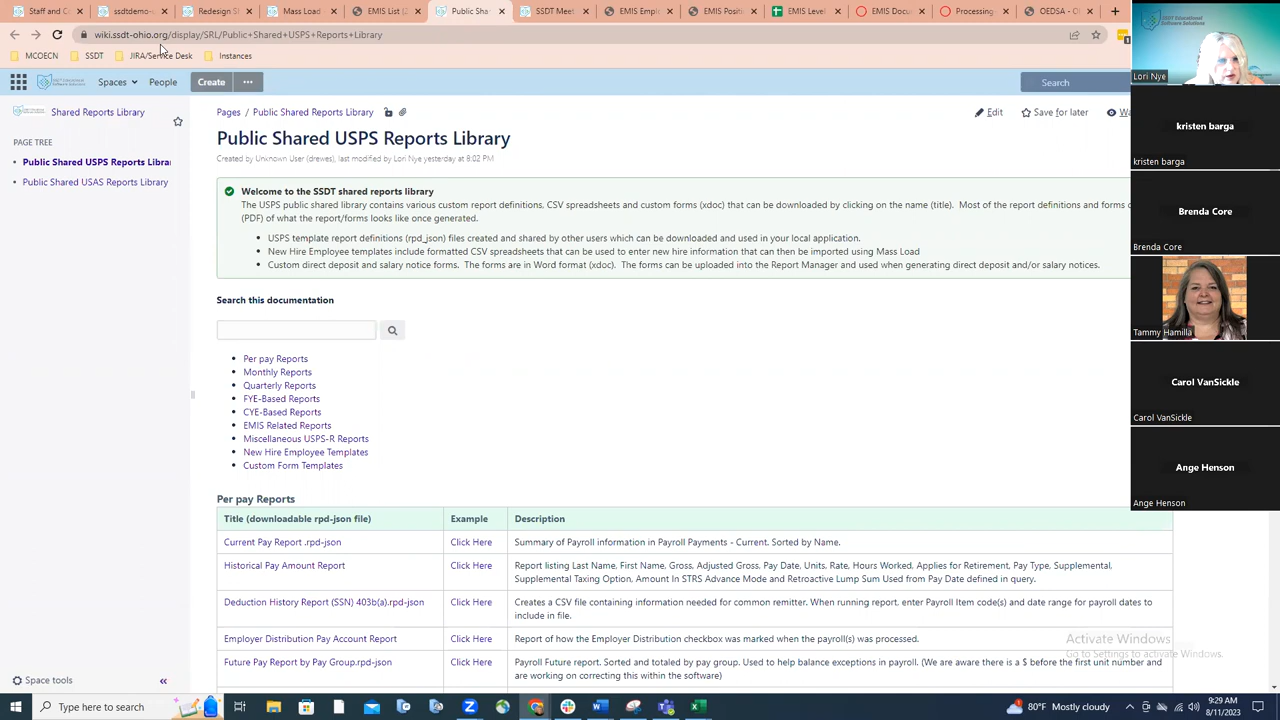 Staff and C
ssdtdemo-
SSDT Design S
MCOECN IS M
EMIS Level 2 (
Public Sha
SSDT Meet
EMIS Empl
EMIS Positi
EMIS List
EMIS Docu
Processing
OEDSA - O
wiki.ssdt-ohio.org/display/SRL/Public+Shared+USPS+Reports+Library
MCOECN
SSDT
JIRA/Service Desk
Instances
Spaces
People
Create
Search
Shared Reports Library
PAGE TREE
Public Shared USPS Reports Librar
Public Shared USAS Reports Library
Space tools
Pages / Public Shared Reports Library
Edit
Save for later
Public Shared USPS Reports Library
Created by Unknown User (drewes), last modified by Lori Nye yesterday at 8:02 PM
Welcome to the SSDT shared reports library
The USPS public shared library contains various custom report definitions, CSV spreadsheets and custom forms (xdoc) that can be downloaded by clicking on the name (title). Most of the report definitions and forms
(PDF) of what the report/forms looks like once generated.
USPS template report definitions (rpd_json) files created and shared by other users which can be downloaded and used in your local application.
New Hire Employee templates include formatted CSV spreadsheets that can be used to enter new hire information that can then be imported using Mass Load
Custom direct deposit and salary notice forms. The forms are in Word format (xdoc). The forms can be uploaded into the Report Manager and used when generating direct deposit and/or salary notices.
Search this documentation
Per pay Reports
Monthly Reports
Quarterly Reports
FYE-Based Reports
CYE-Based Reports
EMIS Related Reports
Miscellaneous USPS-R Reports
New Hire Employee Templates
Custom Form Templates
Per pay Reports
Title (downloadable rpd-json file) Example Description
Current Pay Report .rpd-json Click Here Summary of Payroll information in Payroll Payments - Current. Sorted by Name.
Historical Pay Amount Report Click Here Report listing Last Name, First Name, Gross, Adjusted Gross, Pay Date, Units, Rate, Hours Worked, Applies for Retirement, Pay Type, Supplemental,
Supplemental Taxing Option, Amount In STRS Advance Mode and Retroactive Lump Sum Used from Pay Date defined in query.
Deduction History Report (SSN) 403b(a).rpd-json Click Here Creates a CSV file containing information needed for common remitter. When running report, enter Payroll Item code(s) and date range for payroll dates to
include in file.
Employer Distribution Pay Account Report Click Here Report of how the Employer Distribution checkbox was marked when the payroll(s) was processed.
Future Pay Report by Pay Group.rpd-json Click Here Payroll Future report. Sorted and totaled by pay group. Used to help balance exceptions in payroll. (We are aware there is a $ before the first unit number and
are working on correcting this within the software)
Activate Windows
Go to Settings to activate Windows.
SSDT Educational
Software Solutions
Lori Nye
kristen barga
kristen barga
Brenda Core
Brenda Core
Tammy Hamilla
Carol VanSickle
Carol VanSickle
Ange Henson
Ange Henson
Type here to search
80°F Mostly cloudy
9:29 AM
8/11/2023